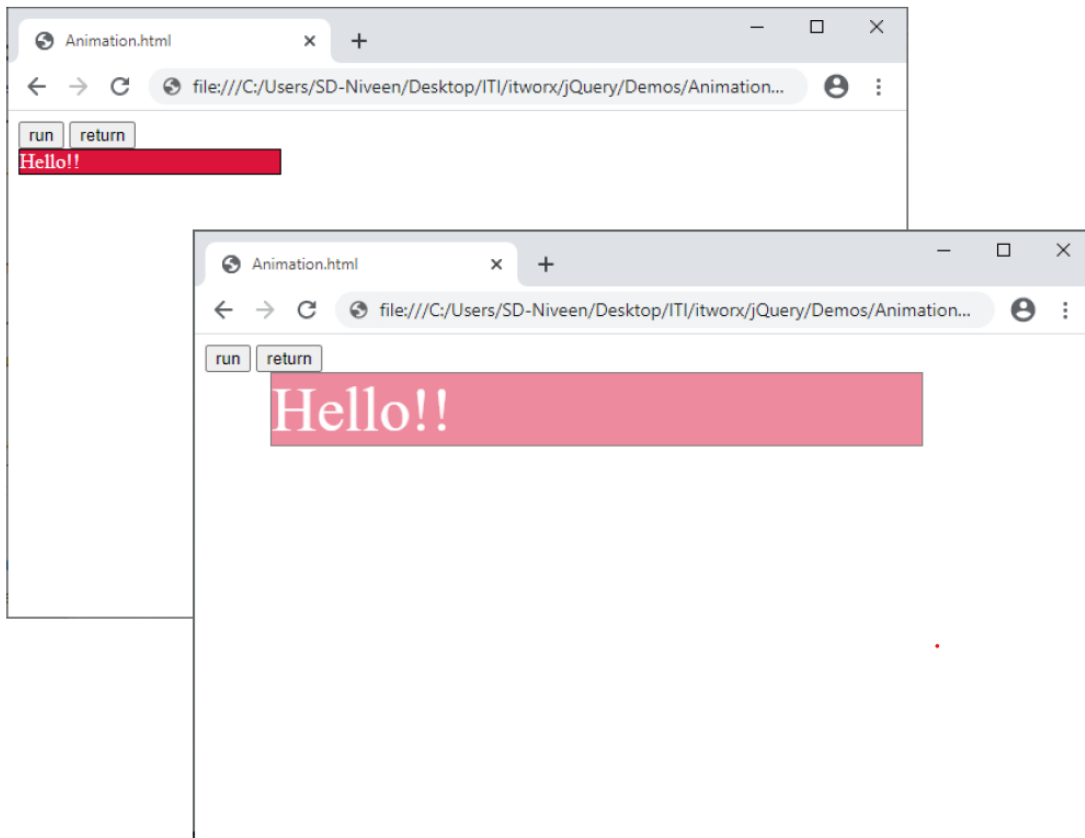 Animation.html
file:///C:/Users/SD-Niveen/Desktop/ITI/itworx/jQuery/Demos/Animation...
run return
Hello!!
Animation.html
file:///C:/Users/SD-Niveen/Desktop/ITI/itworx/jQuery/Demos/Animation...
run return
Hello!!